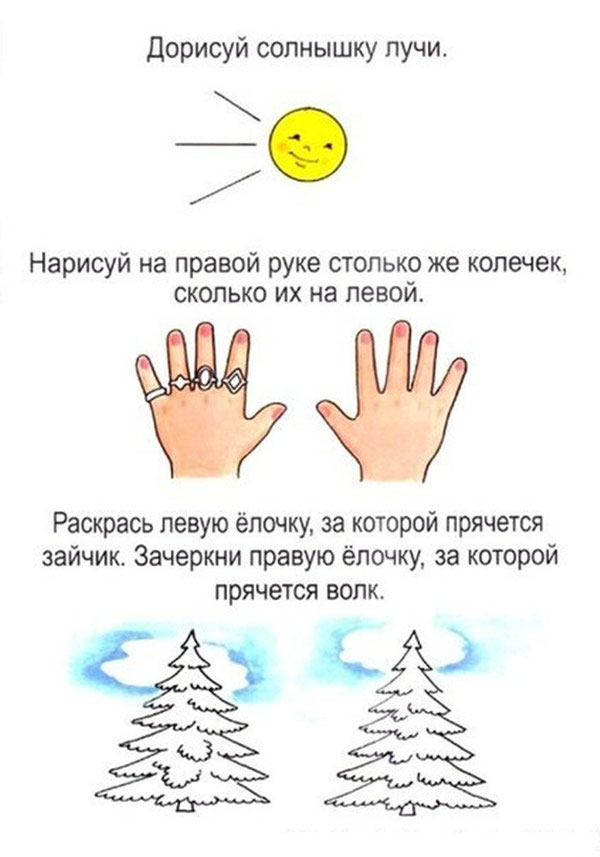 Дорисуй солнышку лучи.
Нарисуй на правой руке столько же колечек,
сколько их на левой.
Раскрась левую ёлочку, за которой прячется
зайчик. Зачеркни правую ёлочку, за которой
прячется волк.